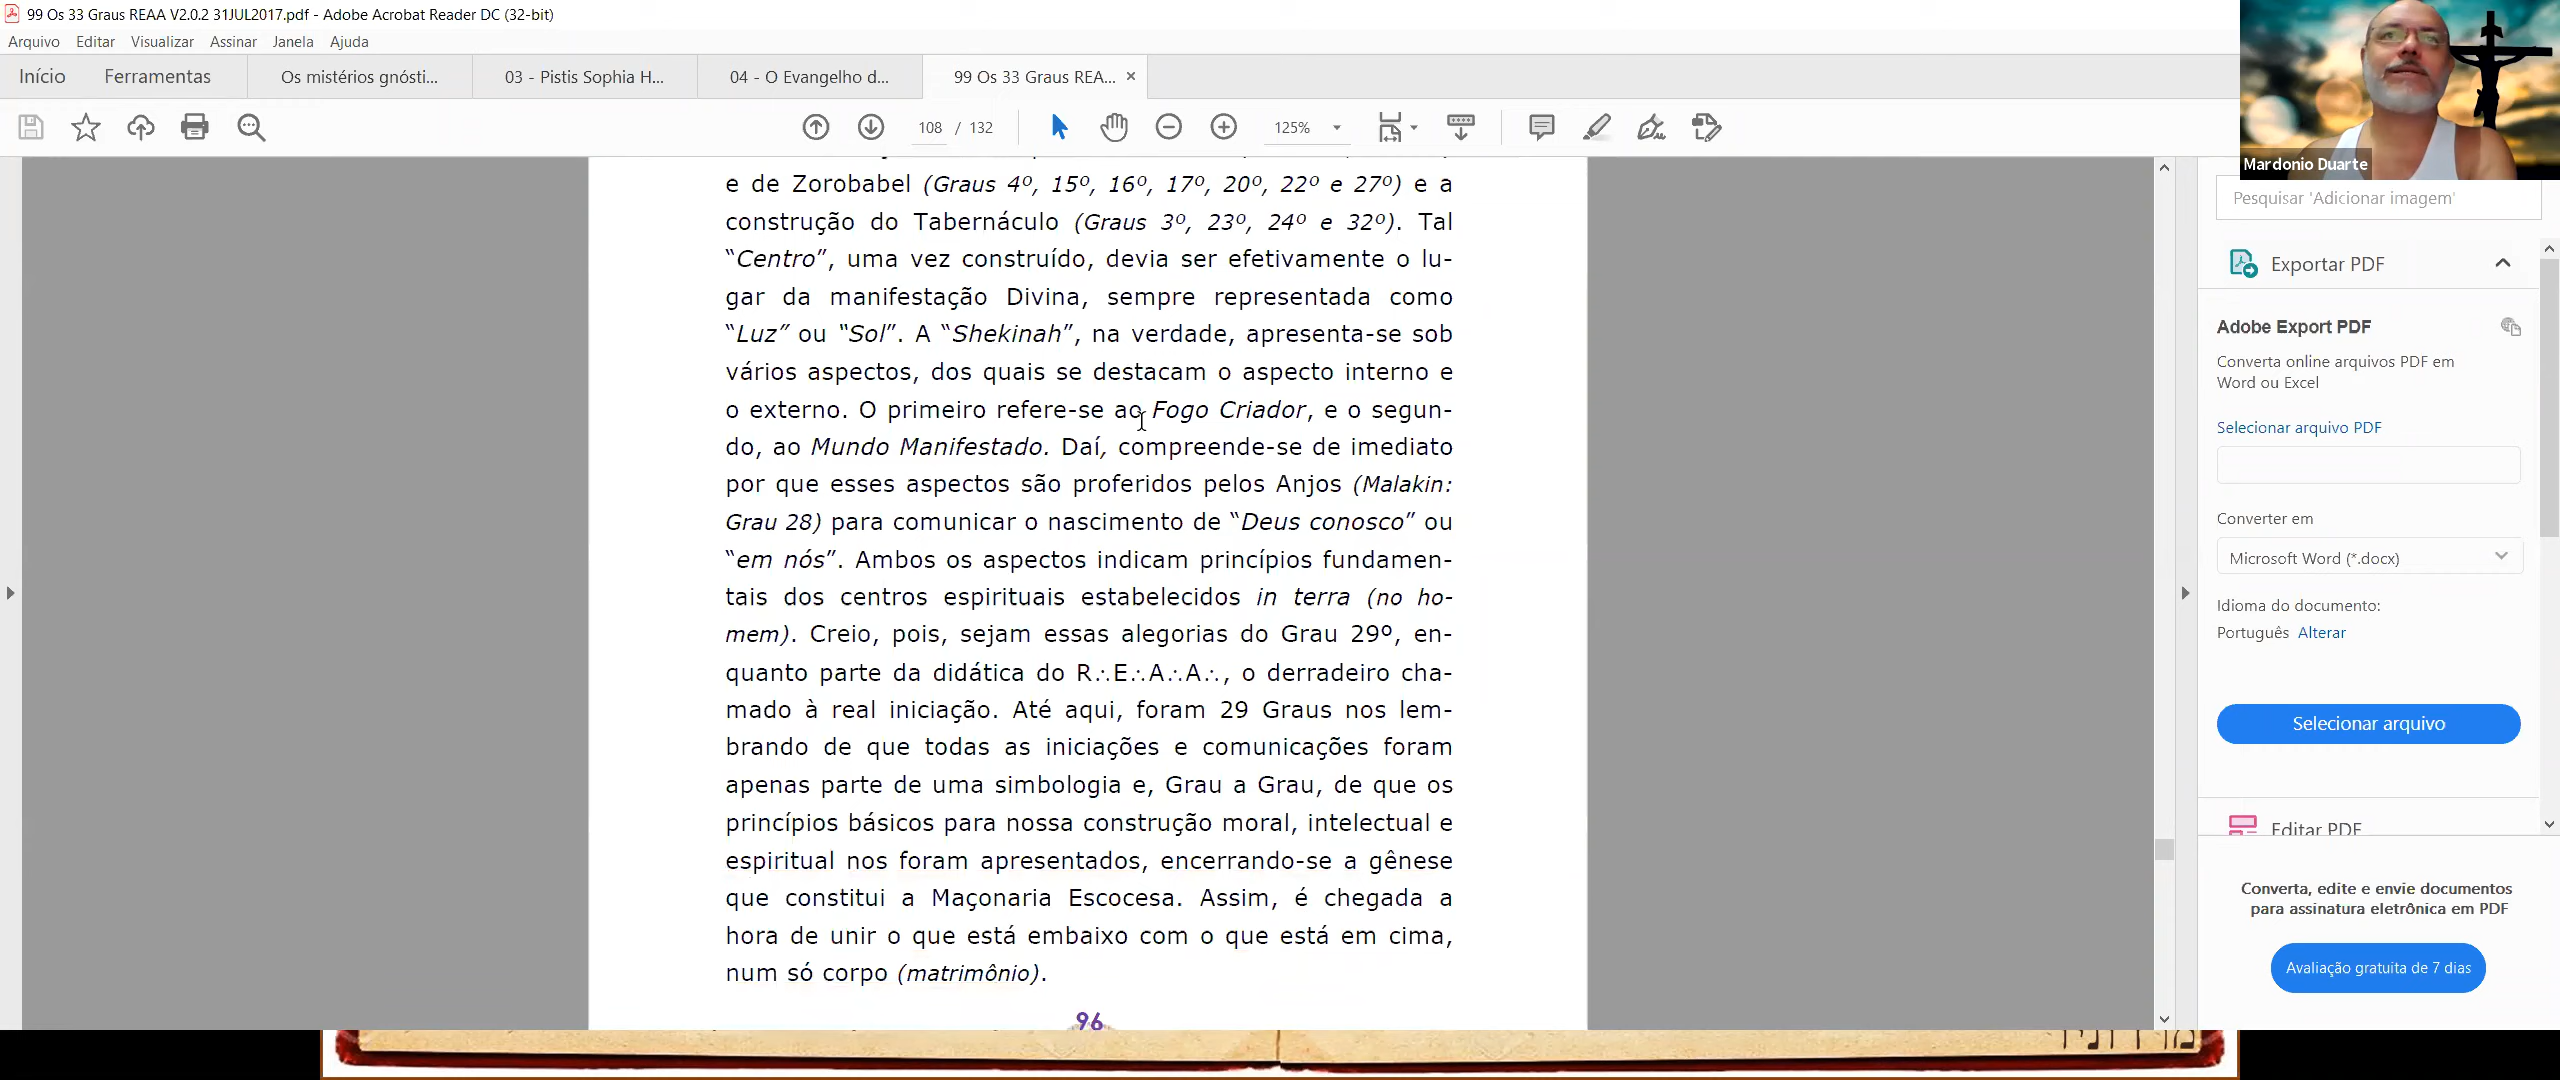 99 Os 33 Graus REAA V2.0.2 31JUL2017.pdf - Adobe Acrobat Reader DC (32-bit)
Arquivo Editar Visualizar Assinar Janela Ajuda
Início Ferramentas Os mistérios gnósti... 03 - Pistis Sophia H... 04 - O Evangelho d... 99 Os 33 Graus REA... ×
108 / 132 125%
Mardonio Duarte
e de Zorobabel (Graus 4º, 15º, 16º, 17º, 20º, 22º e 27º) e a
construção do Tabernáculo (Graus 3º, 23º, 24º e 32º). Tal
“Centro”, uma vez construído, devia ser efetivamente o lu-
gar da manifestação Divina, sempre representada como
“Luz” ou “Sol”. A “Shekinah”, na verdade, apresenta-se sob
vários aspectos, dos quais se destacam o aspecto interno e
o externo. O primeiro refere-se ao Fogo Criador, e o segun-
do, ao Mundo Manifestado. Daí, compreende-se de imediato
por que esses aspectos são proferidos pelos Anjos (Malakin:
Grau 28) para comunicar o nascimento de “Deus conosco” ou
“em nós”. Ambos os aspectos indicam princípios fundamen-
tais dos centros espirituais estabelecidos in terra (no ho-
mem). Creio, pois, sejam essas alegorias do Grau 29º, en-
quanto parte da didática do R∴E∴A∴A∴, o derradeiro cha-
mado à real iniciação. Até aqui, foram 29 Graus nos lem-
brando de que todas as iniciações e comunicações foram
apenas parte de uma simbologia e, Grau a Grau, de que os
princípios básicos para nossa construção moral, intelectual e
espiritual nos foram apresentados, encerrando-se a gênese
que constitui a Maçonaria Escocesa. Assim, é chegada a
hora de unir o que está embaixo com o que está em cima,
num só corpo (matrimônio).
96
Pesquisar 'Adicionar imagem'
Exportar PDF
Adobe Export PDF
Converta online arquivos PDF em
Word ou Excel
Selecionar arquivo PDF
Converter em
Microsoft Word (*.docx)
Idioma do documento:
Português Alterar
Selecionar arquivo
Editar PDF
Converta, edite e envie documentos
para assinatura eletrônica em PDF
Avaliação gratuita de 7 dias